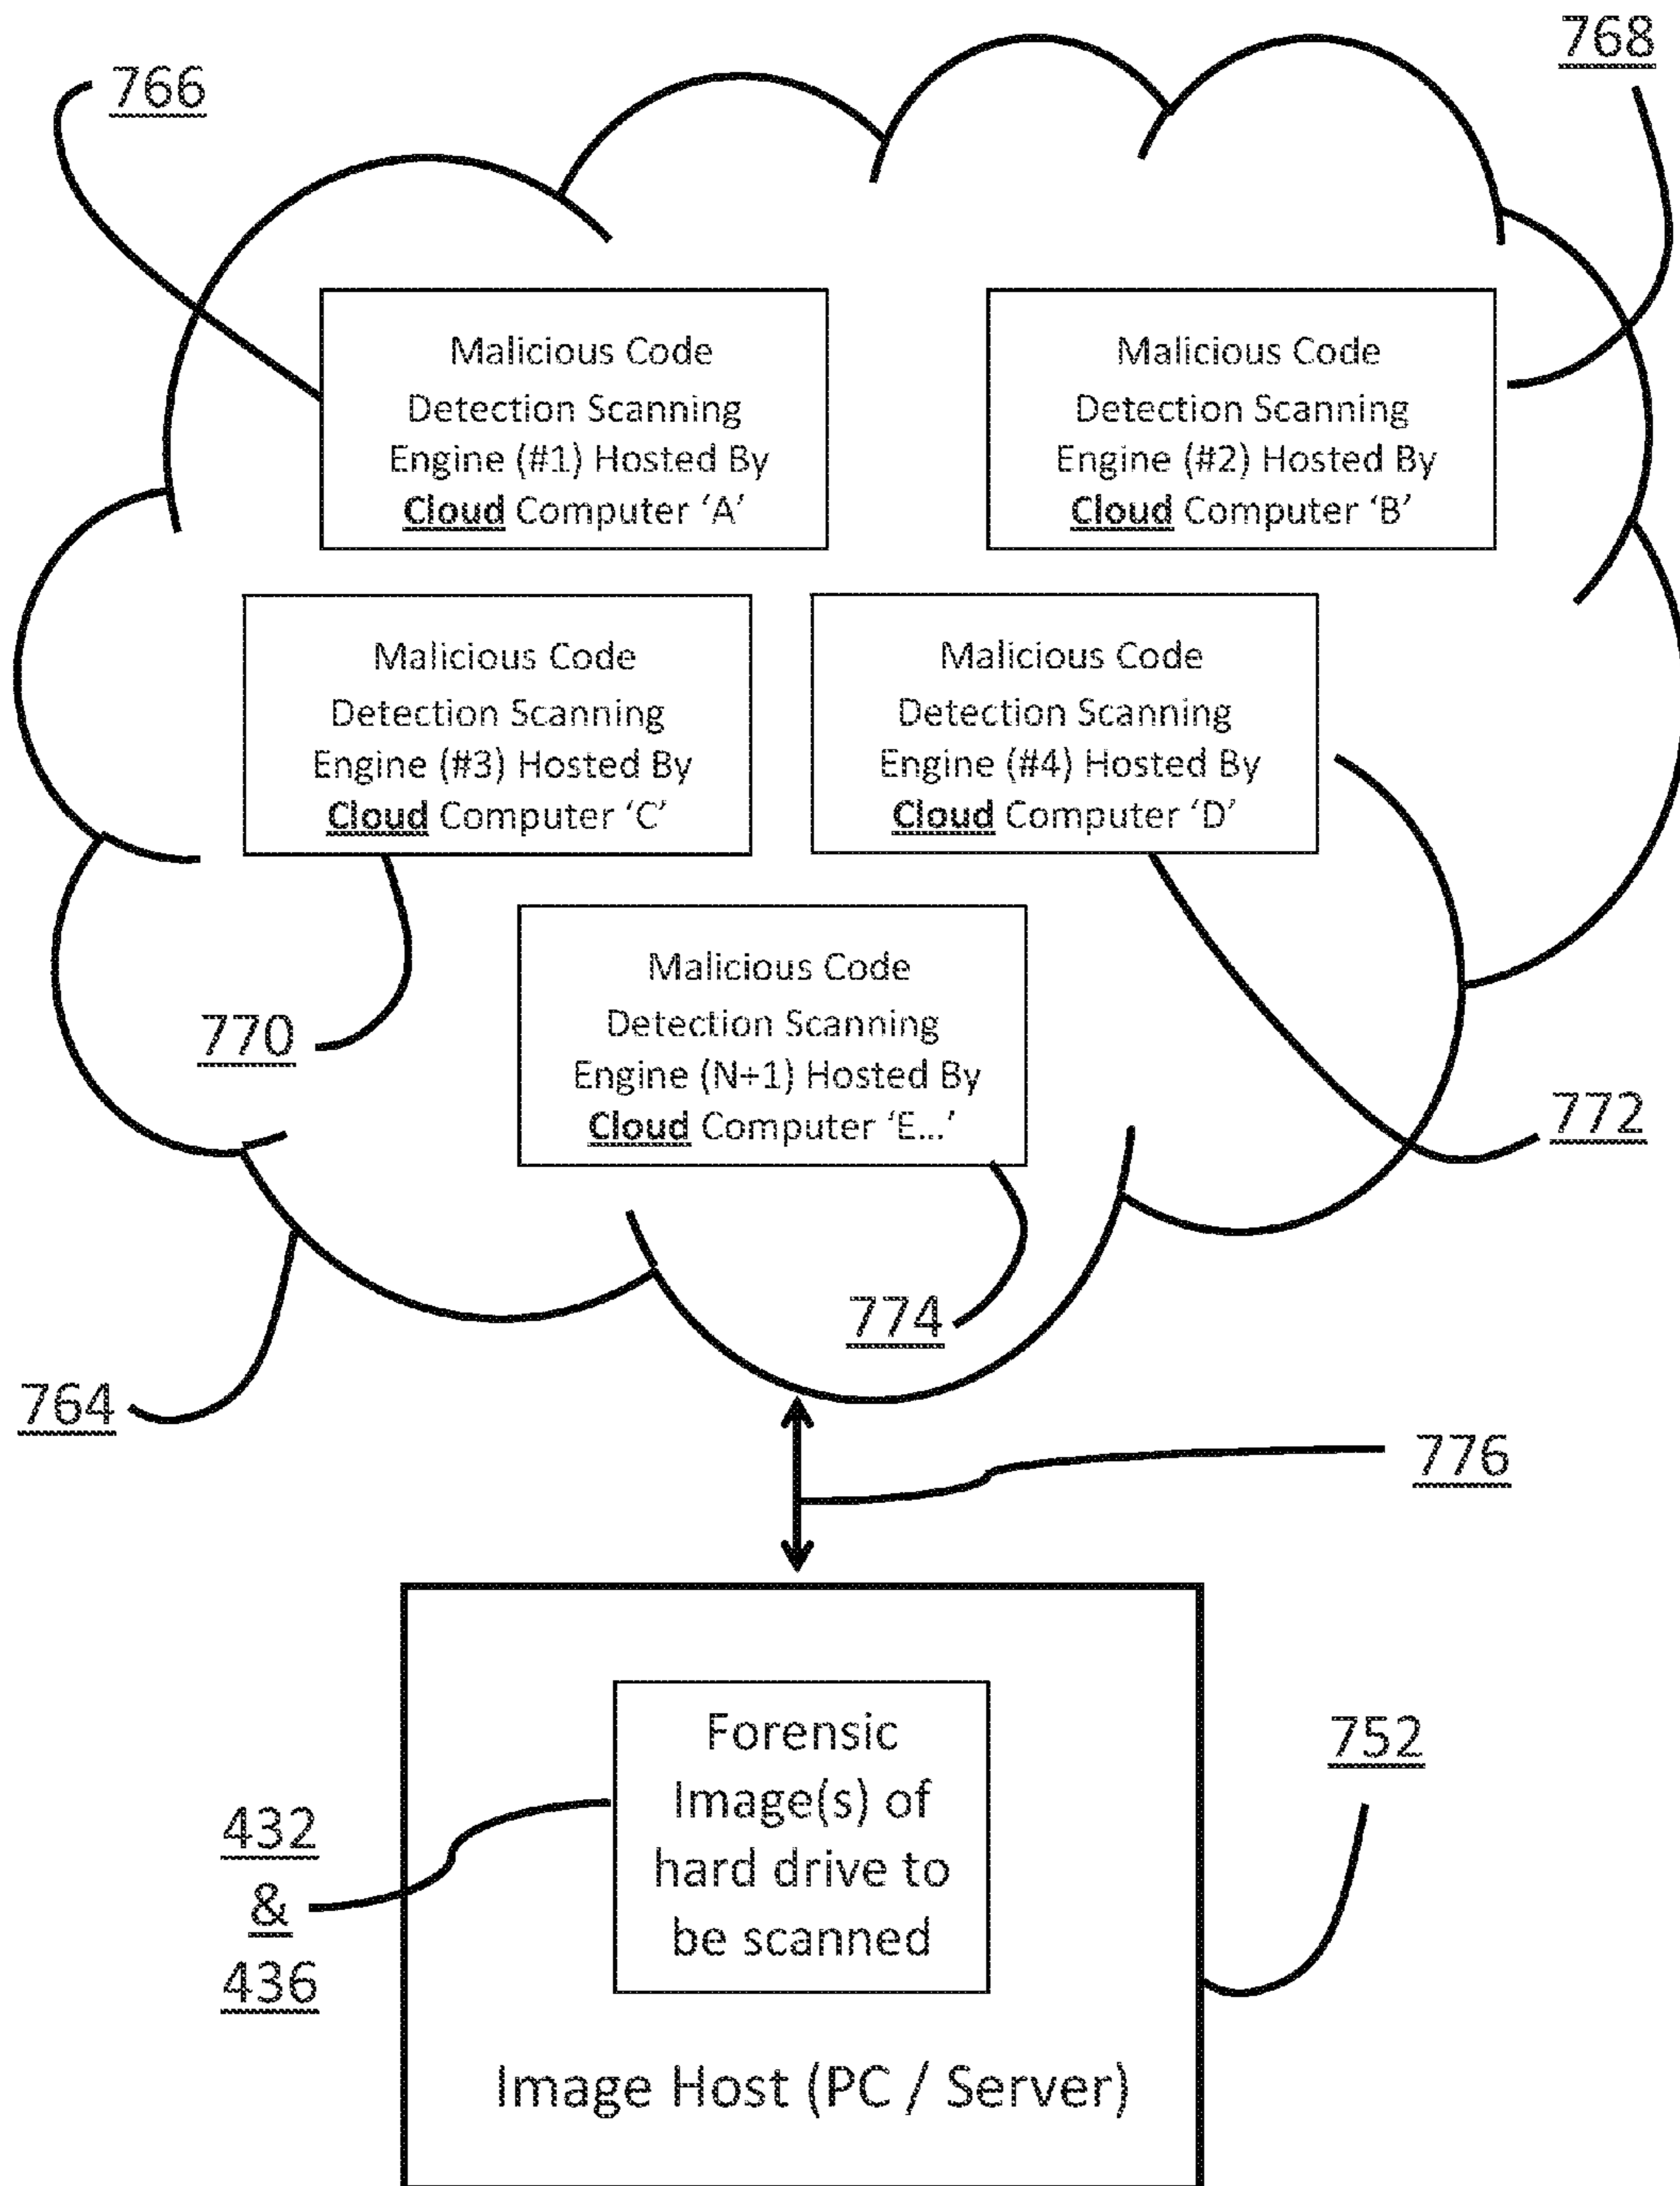 768
766
Malicious Code
Detection Scanning
Engine (#1) Hosted By
Cloud Computer ‘A’
Malicious Code
Detection Scanning
Engine (#2) Hosted By
Cloud Computer ‘B’
Malicious Code
Detection Scanning
Engine (#3) Hosted By
Cloud Computer ‘C’
Malicious Code
Detection Scanning
Engine (#4) Hosted By
Cloud Computer ‘D’
770
Malicious Code
Detection Scanning
Engine (N+1) Hosted By
Cloud Computer ‘E...’
772
774
764
776
Forensic
Image(s) of
hard drive to
be scanned
752
432
&
436
Image Host (PC / Server)